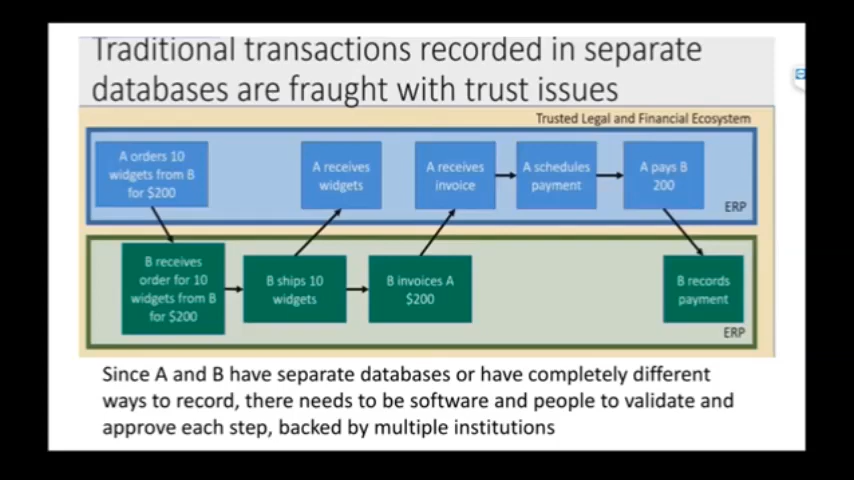 Traditional transactions recorded in separate
databases are fraught with trust issues
Trusted Legal and Financial Ecosystem
A orders 10
widgets from B
for $200
A receives
widgets
A receives
invoice
A schedules
payment
A pays B
200
ERP
B receives
order for 10
widgets from B
for $200
B ships 10
widgets
B invoices A
$200
B records
payment
ERP
Since A and B have separate databases or have completely different
ways to record, there needs to be software and people to validate and
approve each step, backed by multiple institutions